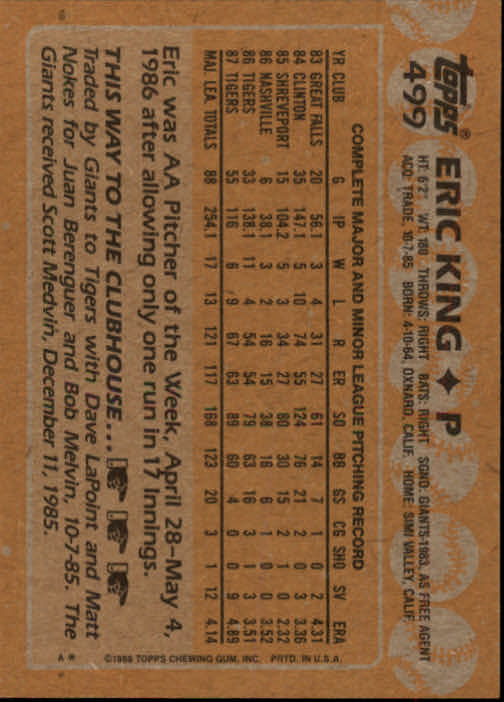 topps®
499
ERIC KING ◆ P
HT: 6'2" WT: 180 THROWS: RIGHT BATS: RIGHT SGND. GIANTS-1983, AS FREE AGENT
ACQ: TRADE, 10-7-85 BORN: 4-10-64, OXNARD, CALIF. HOME: SIMI VALLEY, CALIF.
COMPLETE MAJOR AND MINOR LEAGUE PITCHING RECORD
YR CLUB G IP W L R ER SO BB GS CG SHO SV ERA
83 GREAT FALLS 20 56.1 3 4 31 27 61 14 7 1 0 2 4.31
84 CLINTON 35 147.1 5 10 74 55 124 76 21 2 0 3 3.36
85 SHREVEPORT 15 104.2 5 3 34 27 80 30 15 2 1 0 2.32
86 NASHVILLE 6 38.1 3 2 16 15 38 16 6 1 0 0 3.52
86 TIGERS 33 138.1 11 4 54 54 79 63 16 3 1 3 3.51
87 TIGERS 55 116 6 9 67 63 89 60 4 0 0 9 4.89
MAJ. LEA. TOTALS 88 254.1 17 13 121 117 168 123 20 3 1 12 4.14
Eric was AA Pitcher of the Week, April 28–May 4,
1986 after allowing only one run in 17 Innings.
THIS WAY TO THE CLUBHOUSE...
Traded by Giants to Tigers with Dave LaPoint and Matt
Nokes for Juan Berenguer and Bob Melvin, 10-7-85. The
Giants received Scott Medvin, December 11, 1985.
©1988 TOPPS CHEWING GUM, INC. PRTD. IN U.S.A.
A*